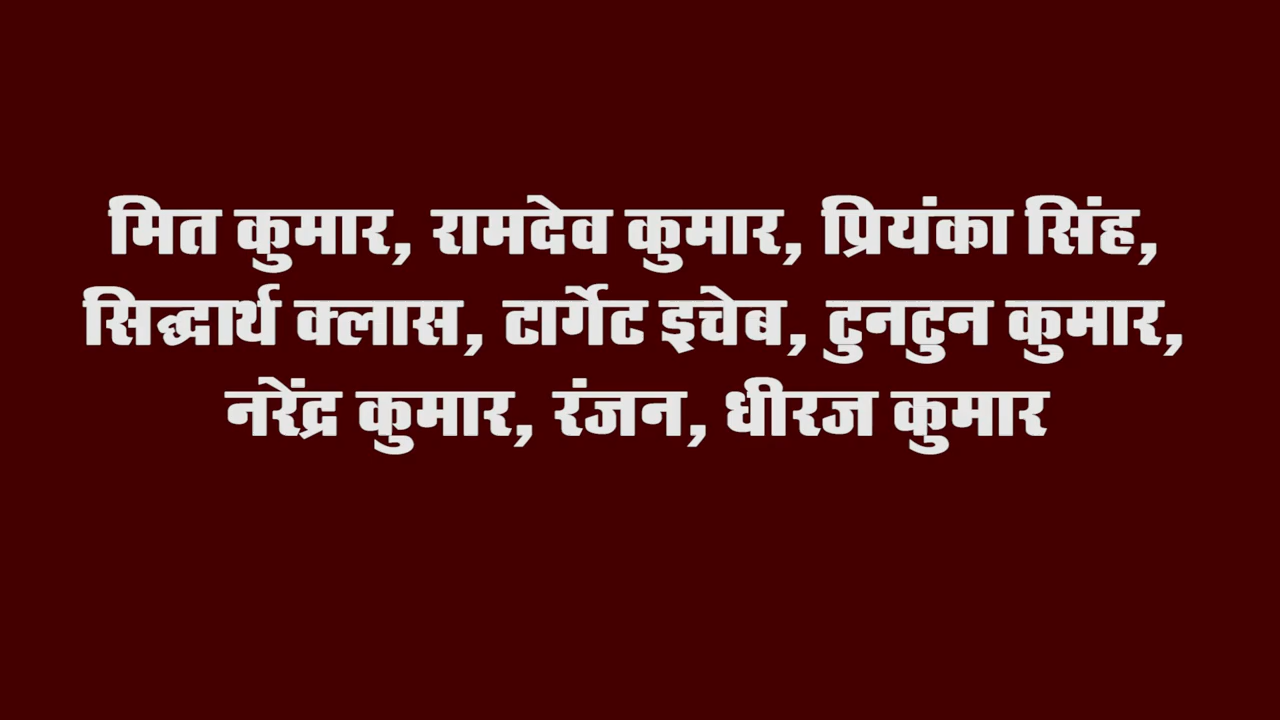 मित कुमार, रामदेव कुमार, प्रियंका सिंह,
सिद्धार्थ क्लास, टार्गेट इचेब, टुनटुन कुमार,
नरेंद्र कुमार, रंजन, धीरज कुमार